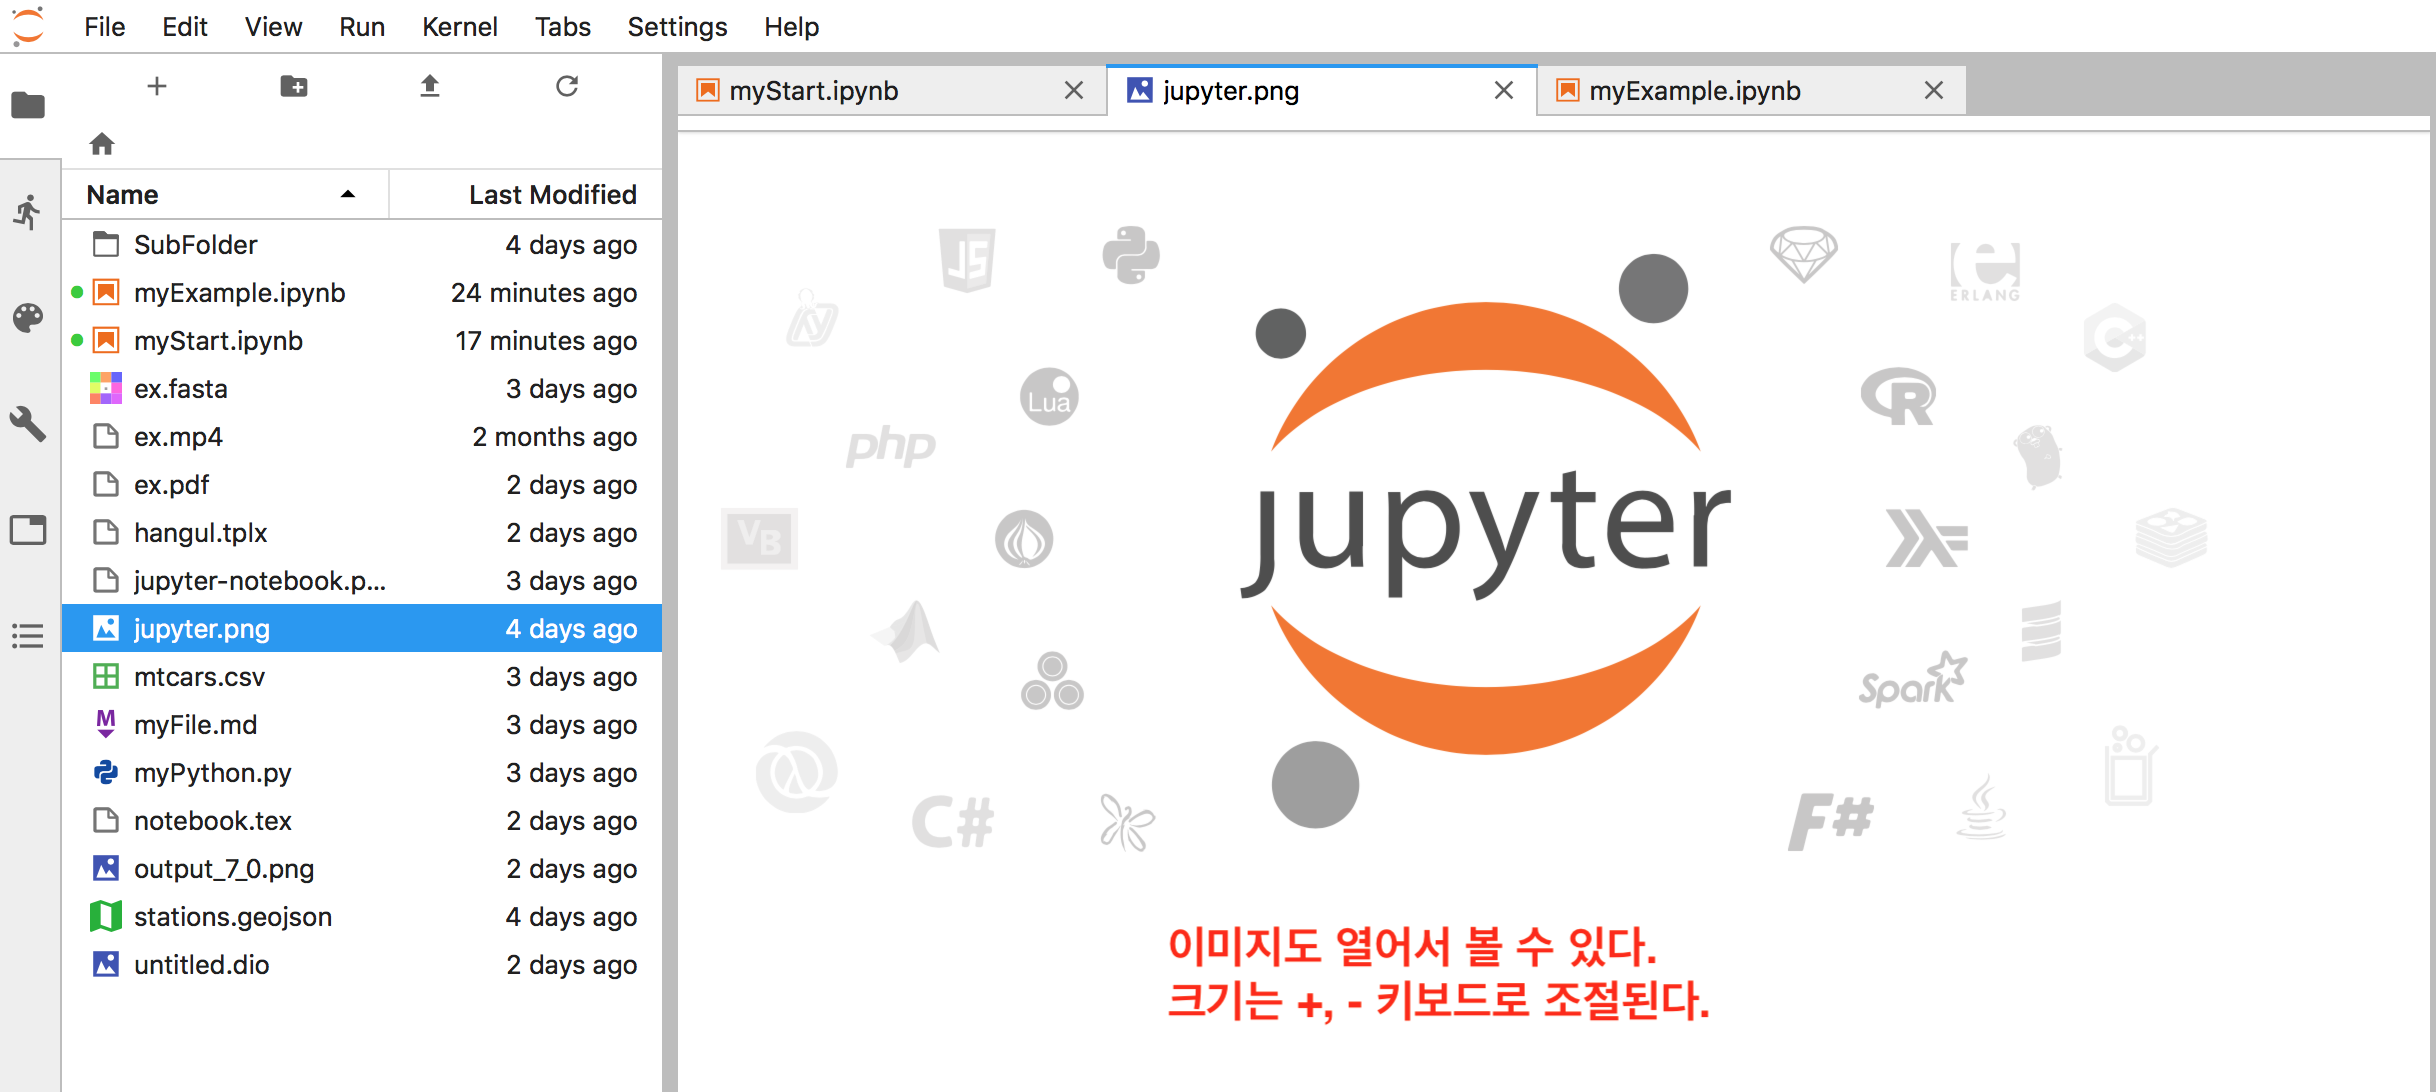 File Edit View Run Kernel Tabs Settings Help
myStart.ipynb jupyter.png myExample.ipynb
Name Last Modified
SubFolder 4 days ago
myExample.ipynb 24 minutes ago
myStart.ipynb 17 minutes ago
ex.fasta 3 days ago
ex.mp4 2 months ago
ex.pdf 2 days ago
hangul.tplx 2 days ago
jupyter-notebook.p... 3 days ago
jupyter.png 4 days ago
mtcars.csv 3 days ago
myFile.md 3 days ago
myPython.py 3 days ago
notebook.tex 2 days ago
output_7_0.png 2 days ago
stations.geojson 4 days ago
untitled.dio 2 days ago
JS
e
ERLANG
C++
Lua
R
php
jupyter
VB
Spark
C#
F#
이미지도 열어서 볼 수 있다.
크기는 +, - 키보드로 조절된다.